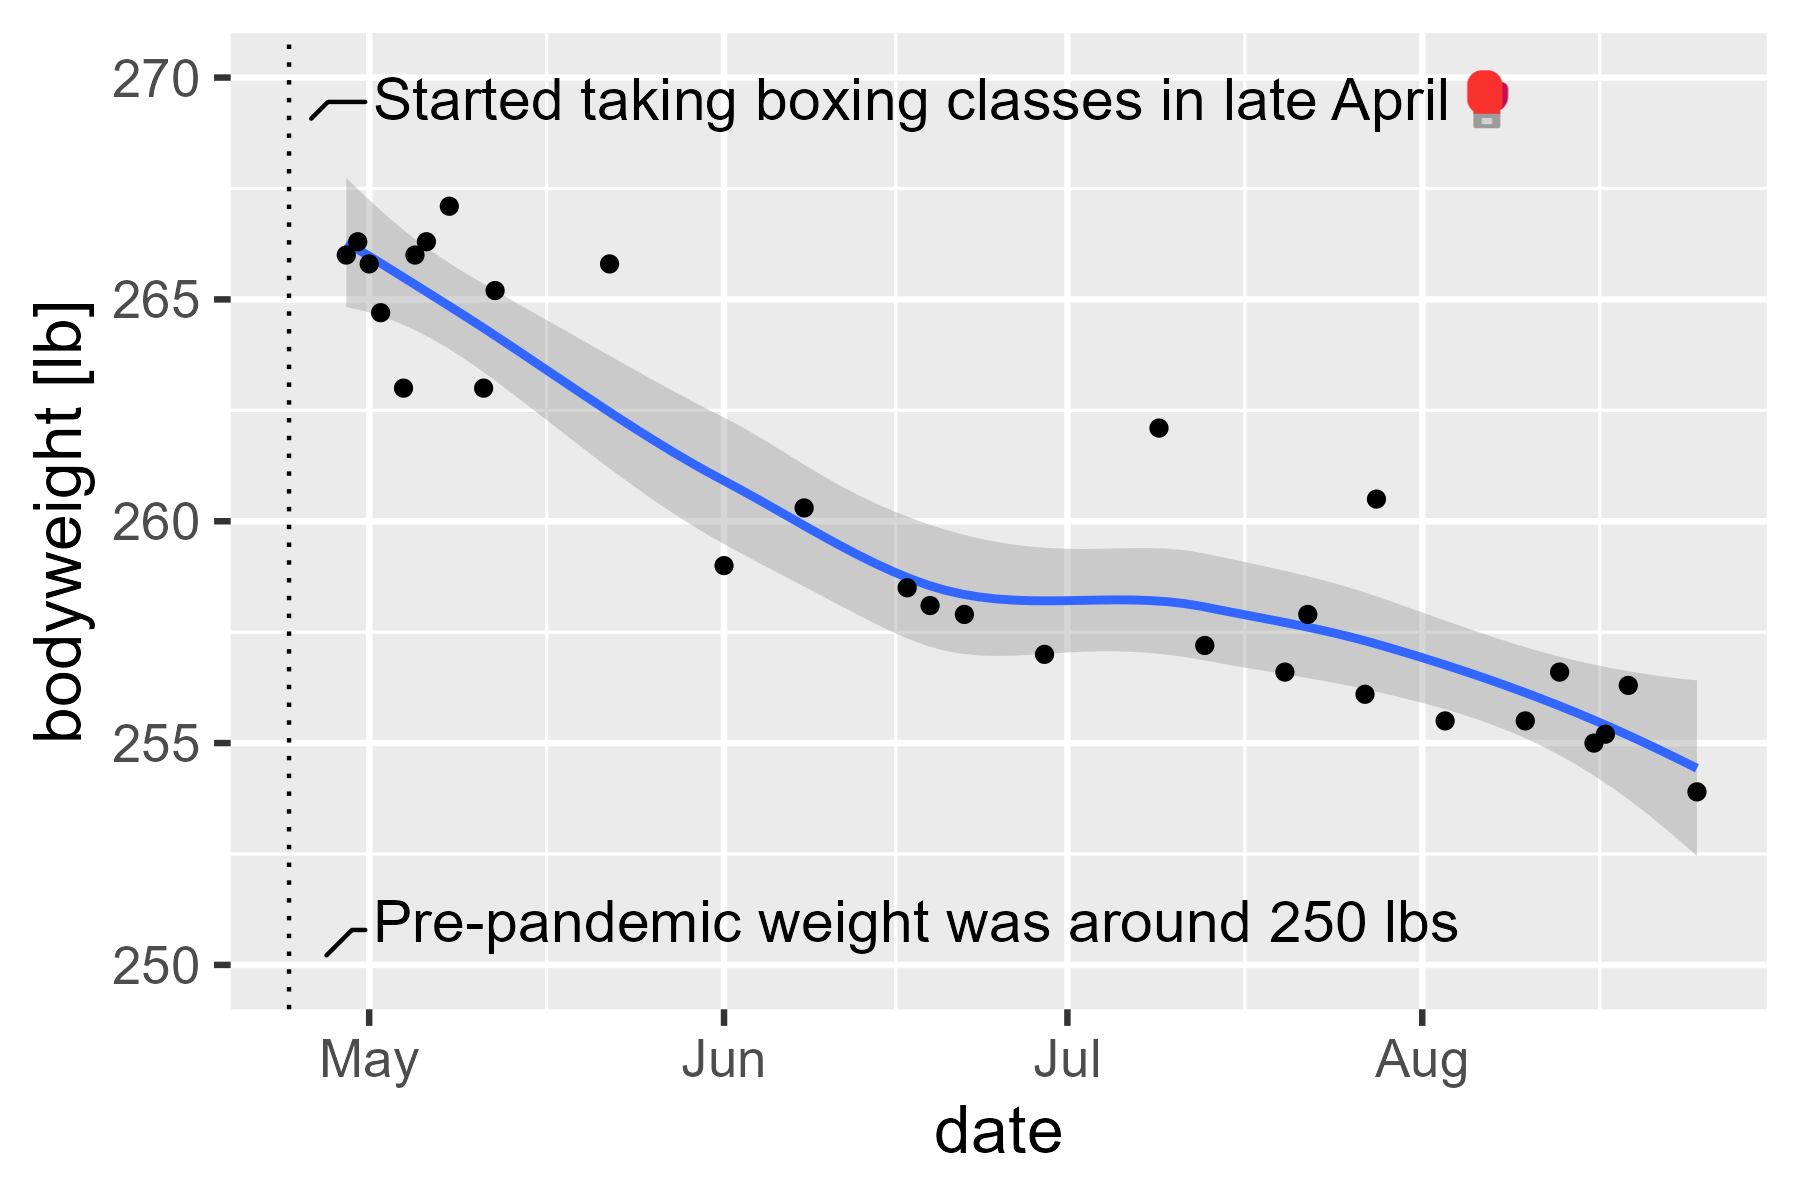 270
Started taking boxing classes in late April 🥊
265
bodyweight [lb]
260
255
Pre-pandemic weight was around 250 lbs
250
May Jun Jul Aug
date